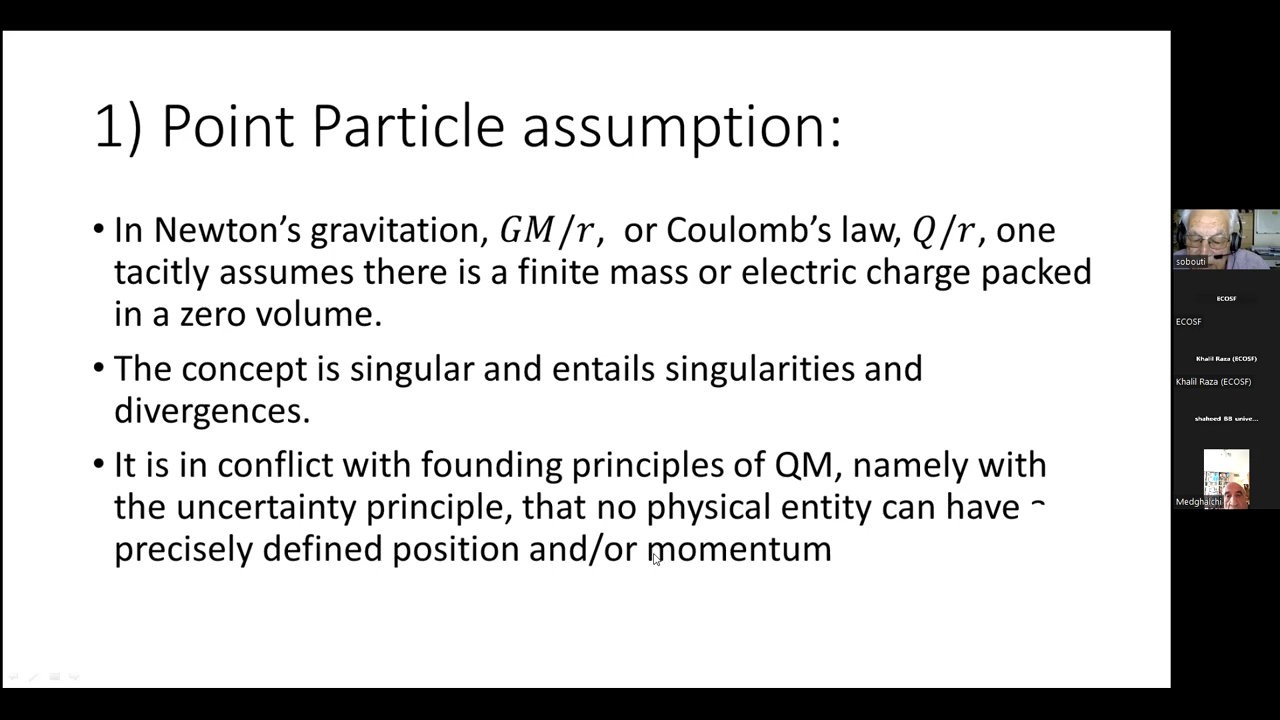 1) Point Particle assumption:
• In Newton’s gravitation, GM/r, or Coulomb’s law, Q/r, one
tacitly assumes there is a finite mass or electric charge packed
in a zero volume.
• The concept is singular and entails singularities and
divergences.
• It is in conflict with founding principles of QM, namely with
the uncertainty principle, that no physical entity can have
precisely defined position and/or momentum
sobouti
ECOSF
ECOSF
Khalil Raza (ECOSF)
Khalil Raza (ECOSF)
shaheed BB unive...
Medghalchi